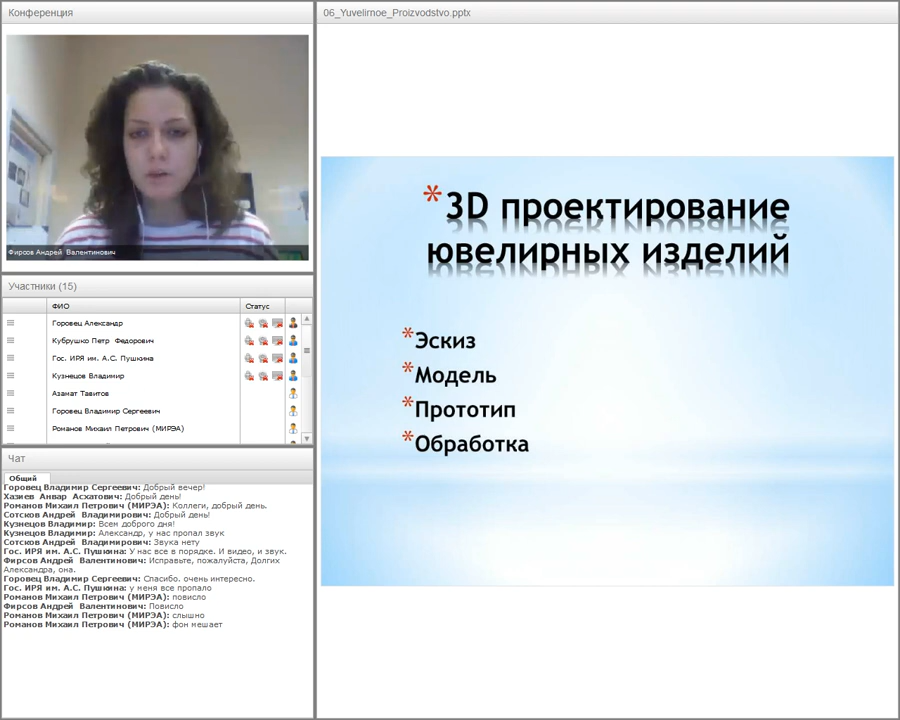 Конференция
06_Yuvelirnoe_Proizvodstvo.pptx
Фирсов Андрей Валентинович
Участники (15)
ФИО Статус
Горовец Александр
Кубрушко Петр Федорович
Гос. ИРЯ им. А.С. Пушкина
Кузнецов Владимир
Азамат Тавитов
Горовец Владимир Сергеевич
Романов Михаил Петрович (МИРЭА)
Чат
Общий
Горовец Владимир Сергеевич: Добрый вечер!
Хазиев Анвар Асхатович: Добрый день!
Романов Михаил Петрович (МИРЭА): Коллеги, добрый день.
Сотсков Андрей Владимирович: Добрый день!
Кузнецов Владимир: Всем доброго дня!
Кузнецов Владимир: Александр, у нас пропал звук
Сотсков Андрей Владимирович: Звука нету
Гос. ИРЯ им. А.С. Пушкина: У нас все в порядке. И видео, и звук.
Фирсов Андрей Валентинович: Исправьте, пожалуйста, Долгих
Александра, она.
Горовец Владимир Сергеевич: Спасибо. очень интересно.
Гос. ИРЯ им. А.С. Пушкина: у меня все пропало
Романов Михаил Петрович (МИРЭА): повисло
Фирсов Андрей Валентинович: Повисло
Романов Михаил Петрович (МИРЭА): слышно
Романов Михаил Петрович (МИРЭА): фон мешает
*3D проектирование
ювелирных изделий
*Эскиз
*Модель
*Прототип
*Обработка